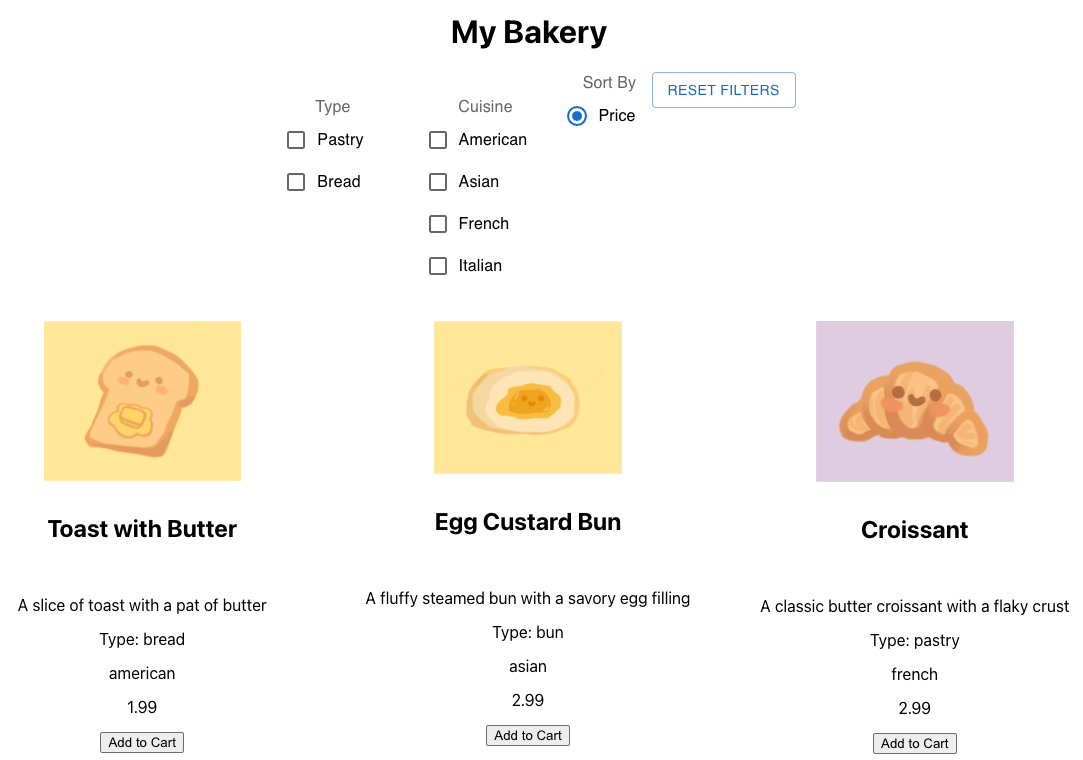 My Bakery
Type
Pastry
Bread
Cuisine
American
Asian
French
Italian
Sort By
Price
RESET FILTERS
Toast with Butter
A slice of toast with a pat of butter
Type: bread
american
1.99
Add to Cart
Egg Custard Bun
A fluffy steamed bun with a savory egg filling
Type: bun
asian
2.99
Add to Cart
Croissant
A classic butter croissant with a flaky crust
Type: pastry
french
2.99
Add to Cart